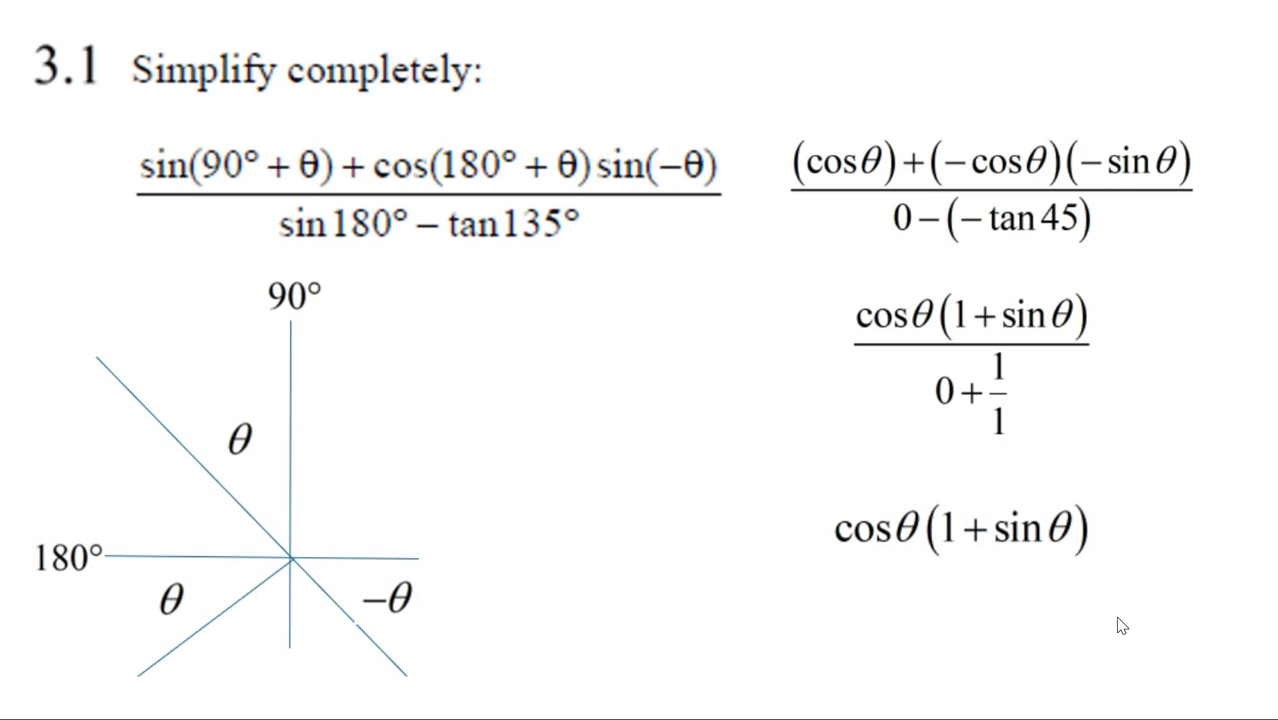 3.1 Simplify completely:
sin(90° + θ) + cos(180° + θ) sin(−θ)
sin 180° − tan 135°
(cosθ)+(−cosθ)(−sinθ)
0−(−tan 45)
90°
θ
180°
θ
−θ
cosθ(1+sinθ)
0+1/1
cosθ(1+sinθ)